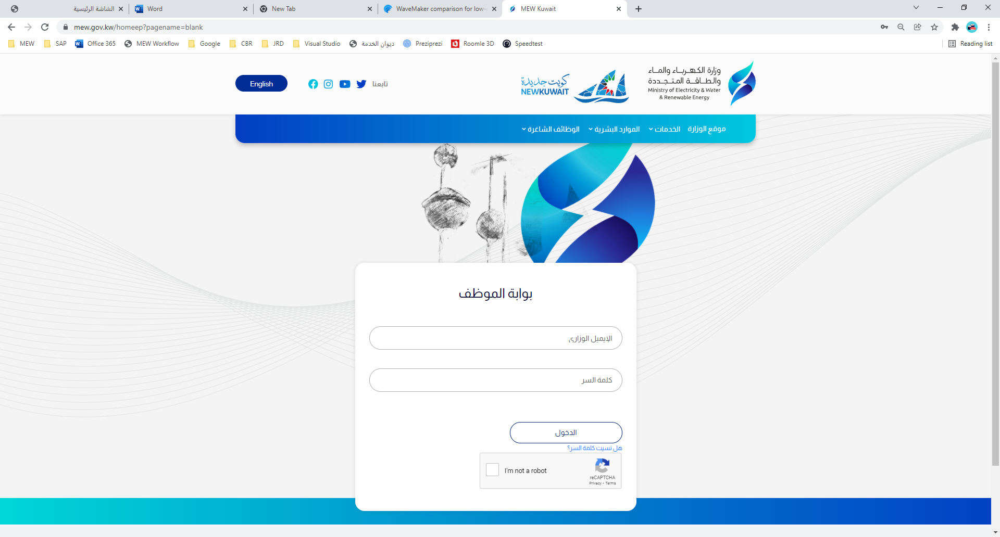 الشاشة الرئيسية
Word
New Tab
WaveMaker comparison for low-
MEW Kuwait
mew.gov.kw/homeep?pagename=blank
MEW
SAP
Office 365
MEW Workflow
Google
CBR
JRD
Visual Studio
ديوان الخدمة
Preziprezi
Roomle 3D
Speedtest
Reading list
وزارة الكهرباء والماء
والطاقة المتجددة
Ministry of Electricity & Water
& Renewable Energy
كويت جديدة
NEWKUWAIT
تابعنا
English
موقع الوزارة
الخدمات
الموارد البشرية
الوظائف الشاغرة
بوابة الموظف
الإيميل الوزارى
كلمة السر
الدخول
هل نسيت كلمة السر؟
I'm not a robot
reCAPTCHA
Privacy - Terms